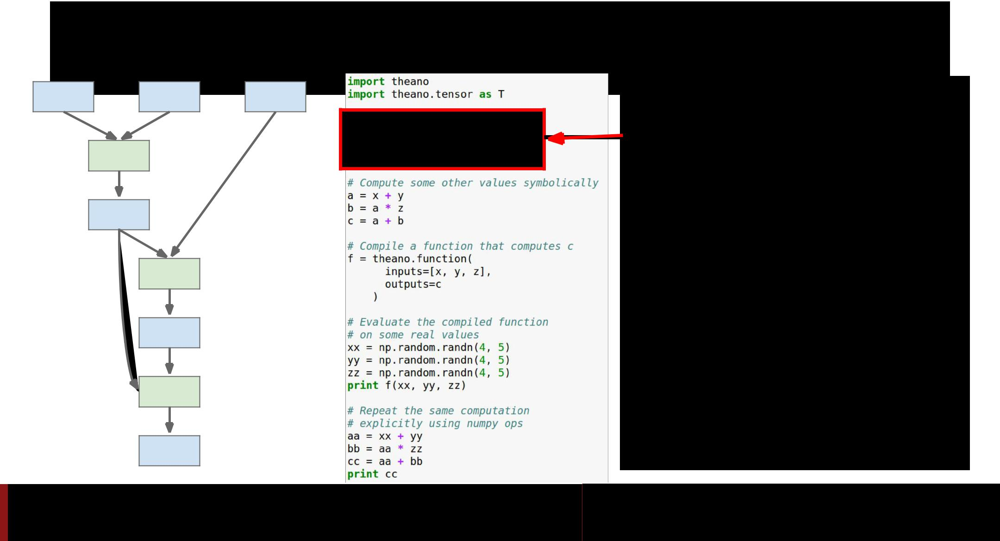 import theano
import theano.tensor as T
# Compute some other values symbolically
a = x + y
b = a * z
c = a + b
# Compile a function that computes c
f = theano.function(
      inputs=[x, y, z],
      outputs=c
    )
# Evaluate the compiled function
# on some real values
xx = np.random.randn(4, 5)
yy = np.random.randn(4, 5)
zz = np.random.randn(4, 5)
print f(xx, yy, zz)
# Repeat the same computation
# explicitly using numpy ops
aa = xx + yy
bb = aa * zz
cc = aa + bb
print cc